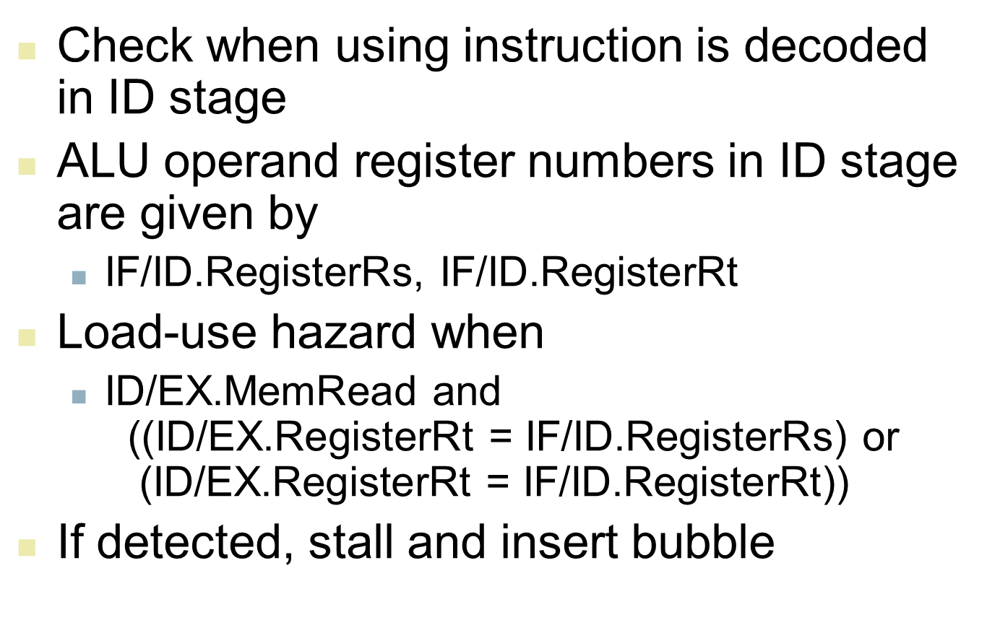 Check when using instruction is decoded
in ID stage
ALU operand register numbers in ID stage
are given by
IF/ID.RegisterRs, IF/ID.RegisterRt
Load-use hazard when
ID/EX.MemRead and
((ID/EX.RegisterRt = IF/ID.RegisterRs) or
(ID/EX.RegisterRt = IF/ID.RegisterRt))
If detected, stall and insert bubble